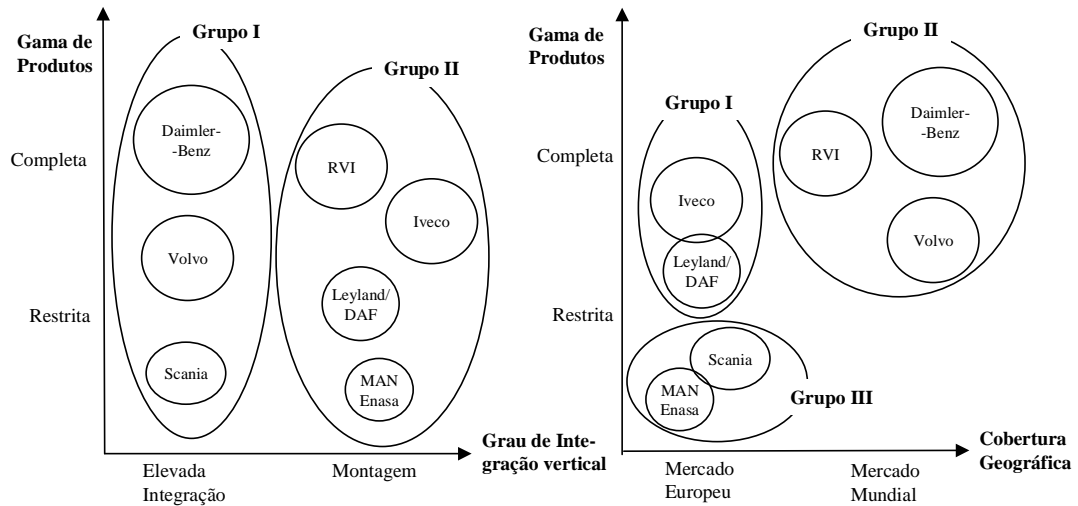 Gama de
Produtos
Grupo I
Grupo II
Daimler-
-Benz
Completa
RVI
Iveco
Volvo
Leyland/
DAF
Restrita
Scania
MAN
Enasa
Grau de Inte-
gração vertical
Elevada
Integração
Montagem
Gama de
Produtos
Grupo II
Grupo I
Daimler-
-Benz
Completa
RVI
Iveco
Volvo
Leyland/
DAF
Restrita
Scania
MAN
Enasa
Grupo III
Cobertura
Geográfica
Mercado
Europeu
Mercado
Mundial